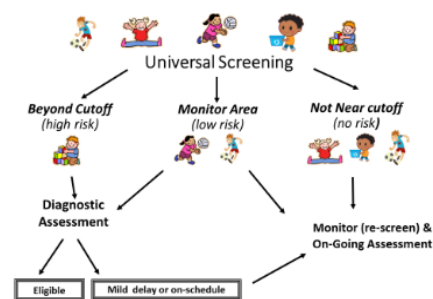 Universal Screening
Beyond Cutoff
(high risk)
Monitor Area
(low risk)
Not Near cutoff
(no risk)
Diagnostic
Assessment
Monitor (re-screen) &
On-Going Assessment
Eligible
Mild delay or on-schedule